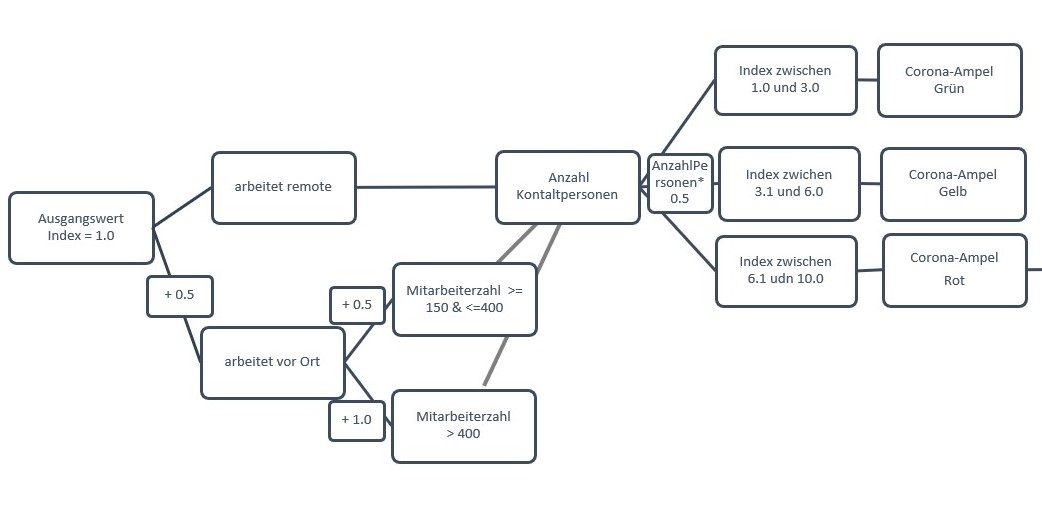 Ausgangswert
Index = 1.0
+ 0.5
arbeitet remote
arbeitet vor Ort
+ 0.5
+ 1.0
Mitarbeiterzahl >=
150 & <=400
Mitarbeiterzahl
> 400
Anzahl
Kontaltpersonen
AnzahlPe
rsonen*
0.5
Index zwischen
1.0 und 3.0
Corona-Ampel
Grün
Index zwichen
3.1 und 6.0
Corona-Ampel
Gelb
Index zwischen
6.1 udn 10.0
Corona-Ampel
Rot